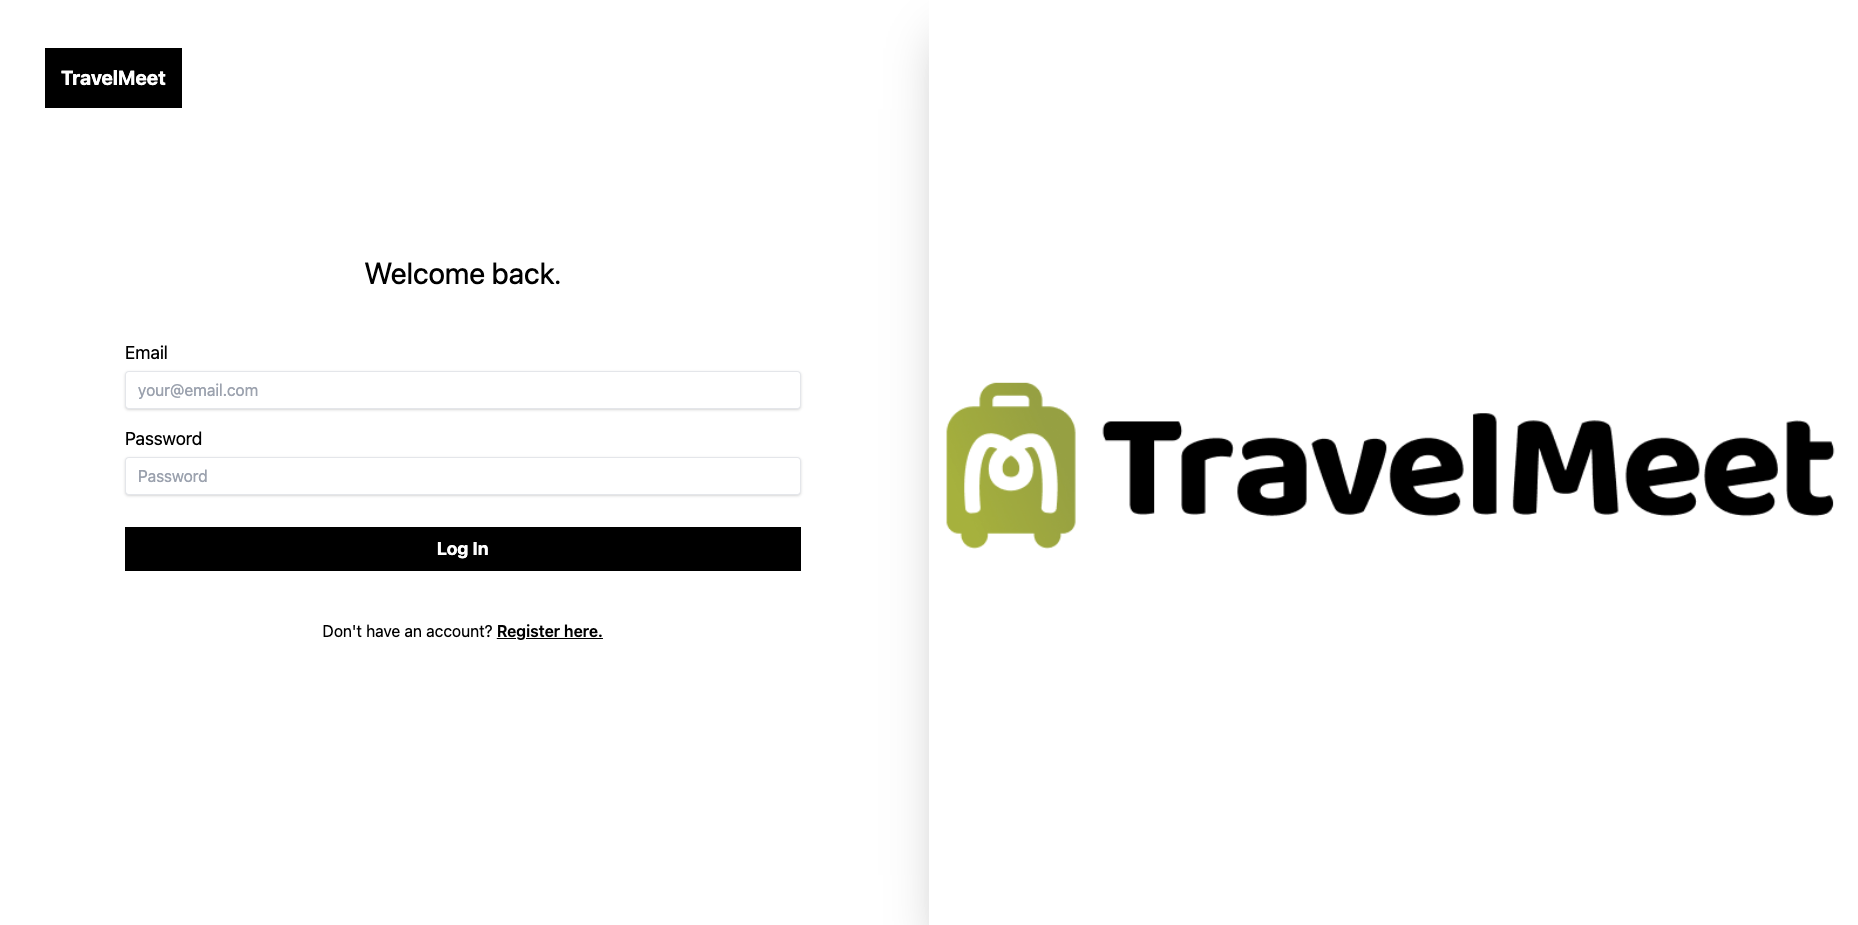 TravelMeet
Welcome back.
Email
your@email.com
Password
Password
Log In
Don't have an account? Register here.
TravelMeet